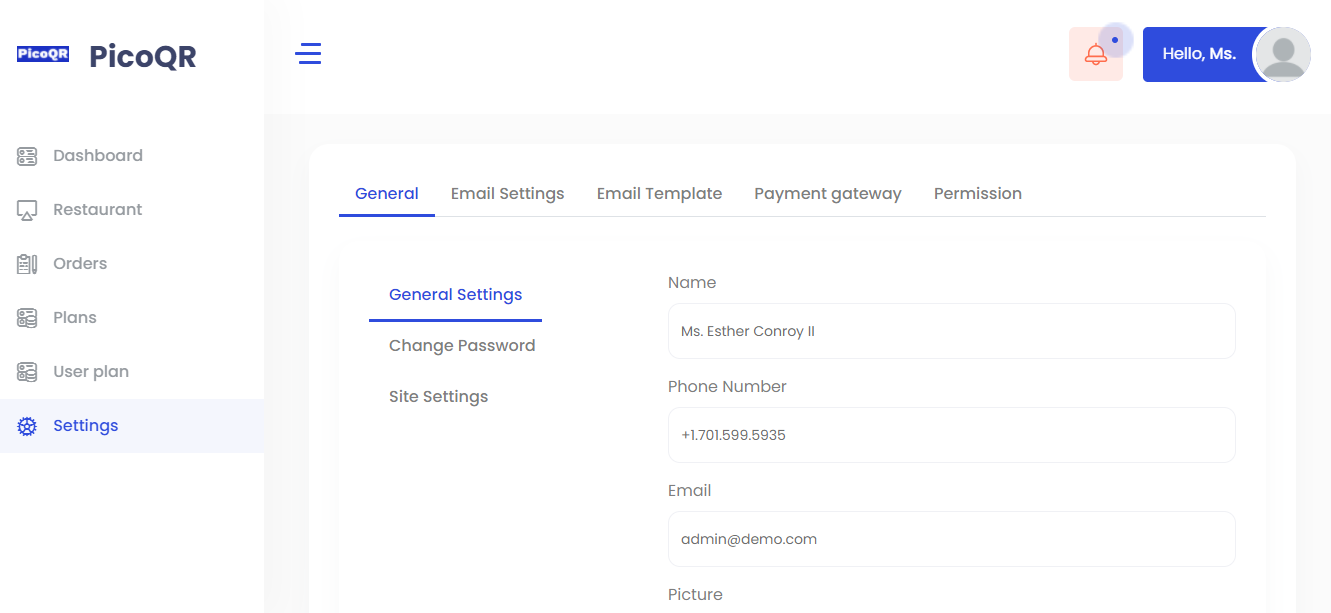 PicoQR PicoQR
Hello, Ms.
Dashboard
Restaurant
Orders
Plans
User plan
Settings
General Email Settings Email Template Payment gateway Permission
General Settings
Change Password
Site Settings
Name
Ms. Esther Conroy II
Phone Number
+1.701.599.5935
Email
admin@demo.com
Picture